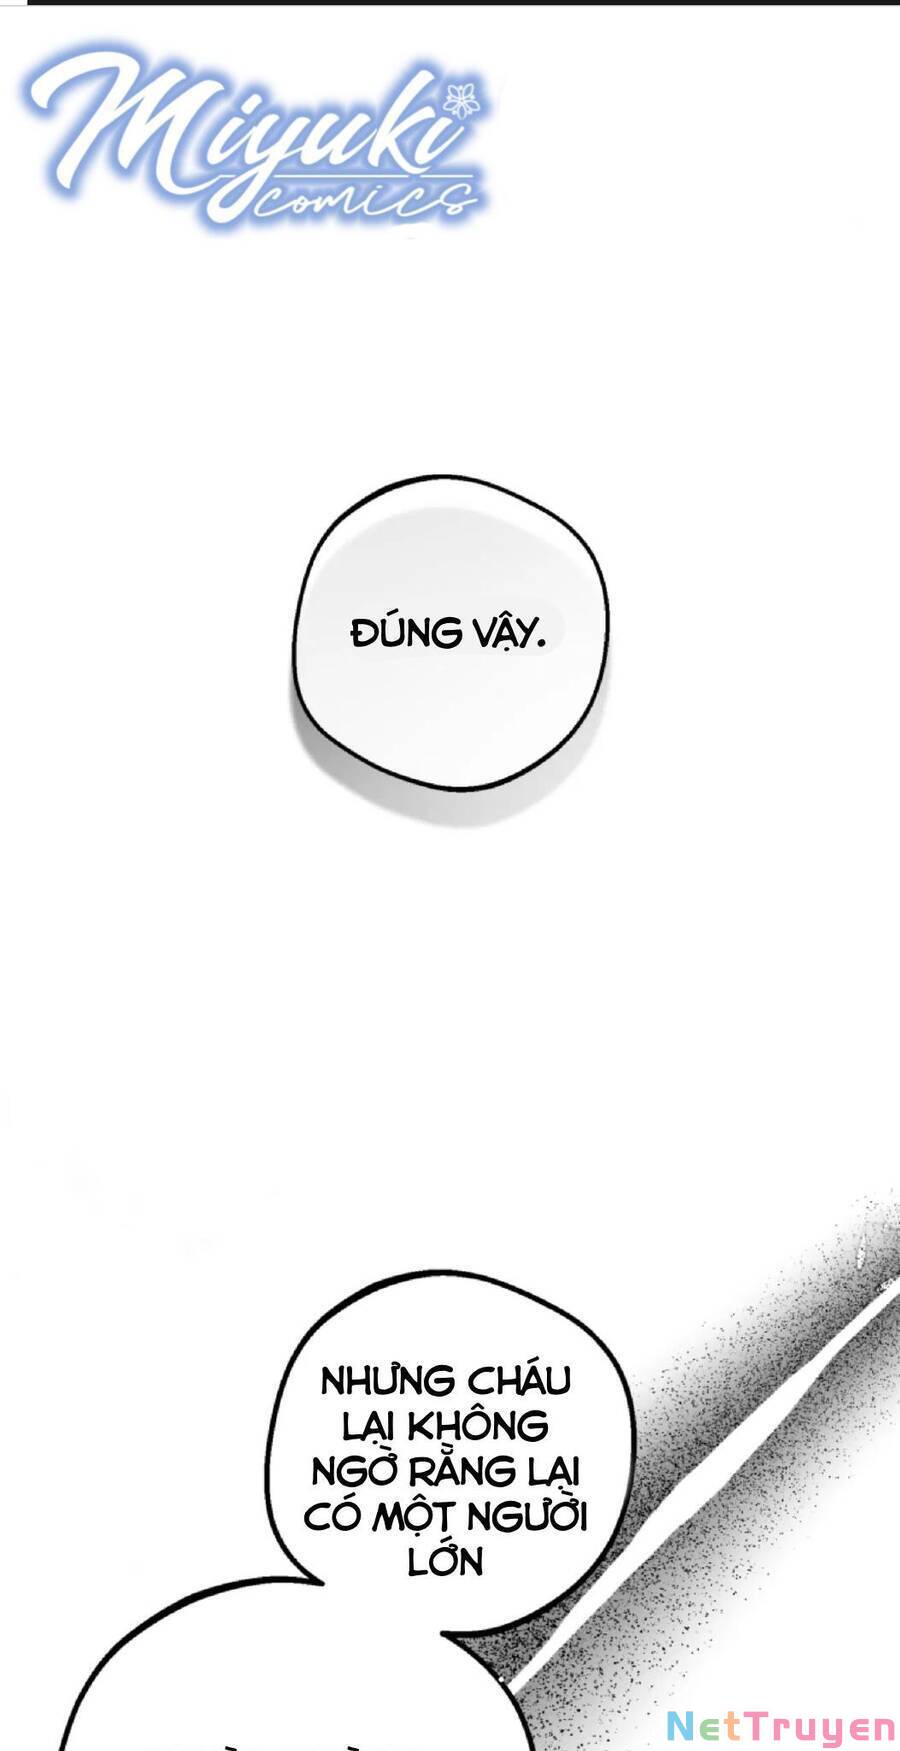 Miyuki
comics
ĐÚNG VẬY.
NHƯNG CHÁU
LẠI KHÔNG
NGỜ RẰNG LẠI
CÓ MỘT NGƯỜI
LỚN
NetTruyen